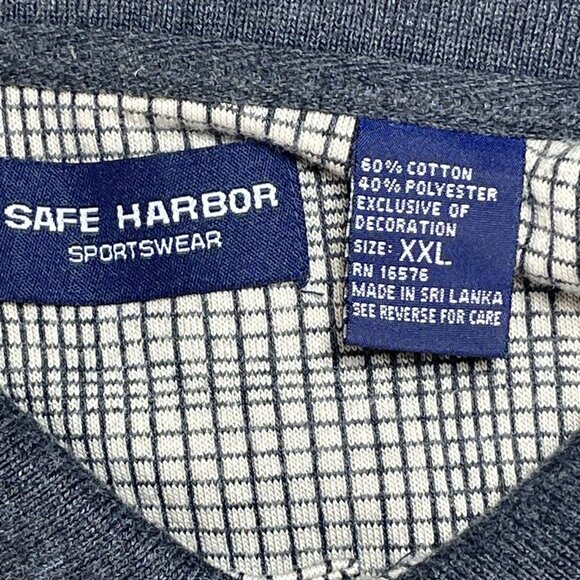 SAFE HARBOR
SPORTSWEAR
60% COTTON
40% POLYESTER
EXCLUSIVE OF
DECORATION
SIZE: XXL
RN 16576
MADE IN SRI LANKA
SEE REVERSE FOR CARE